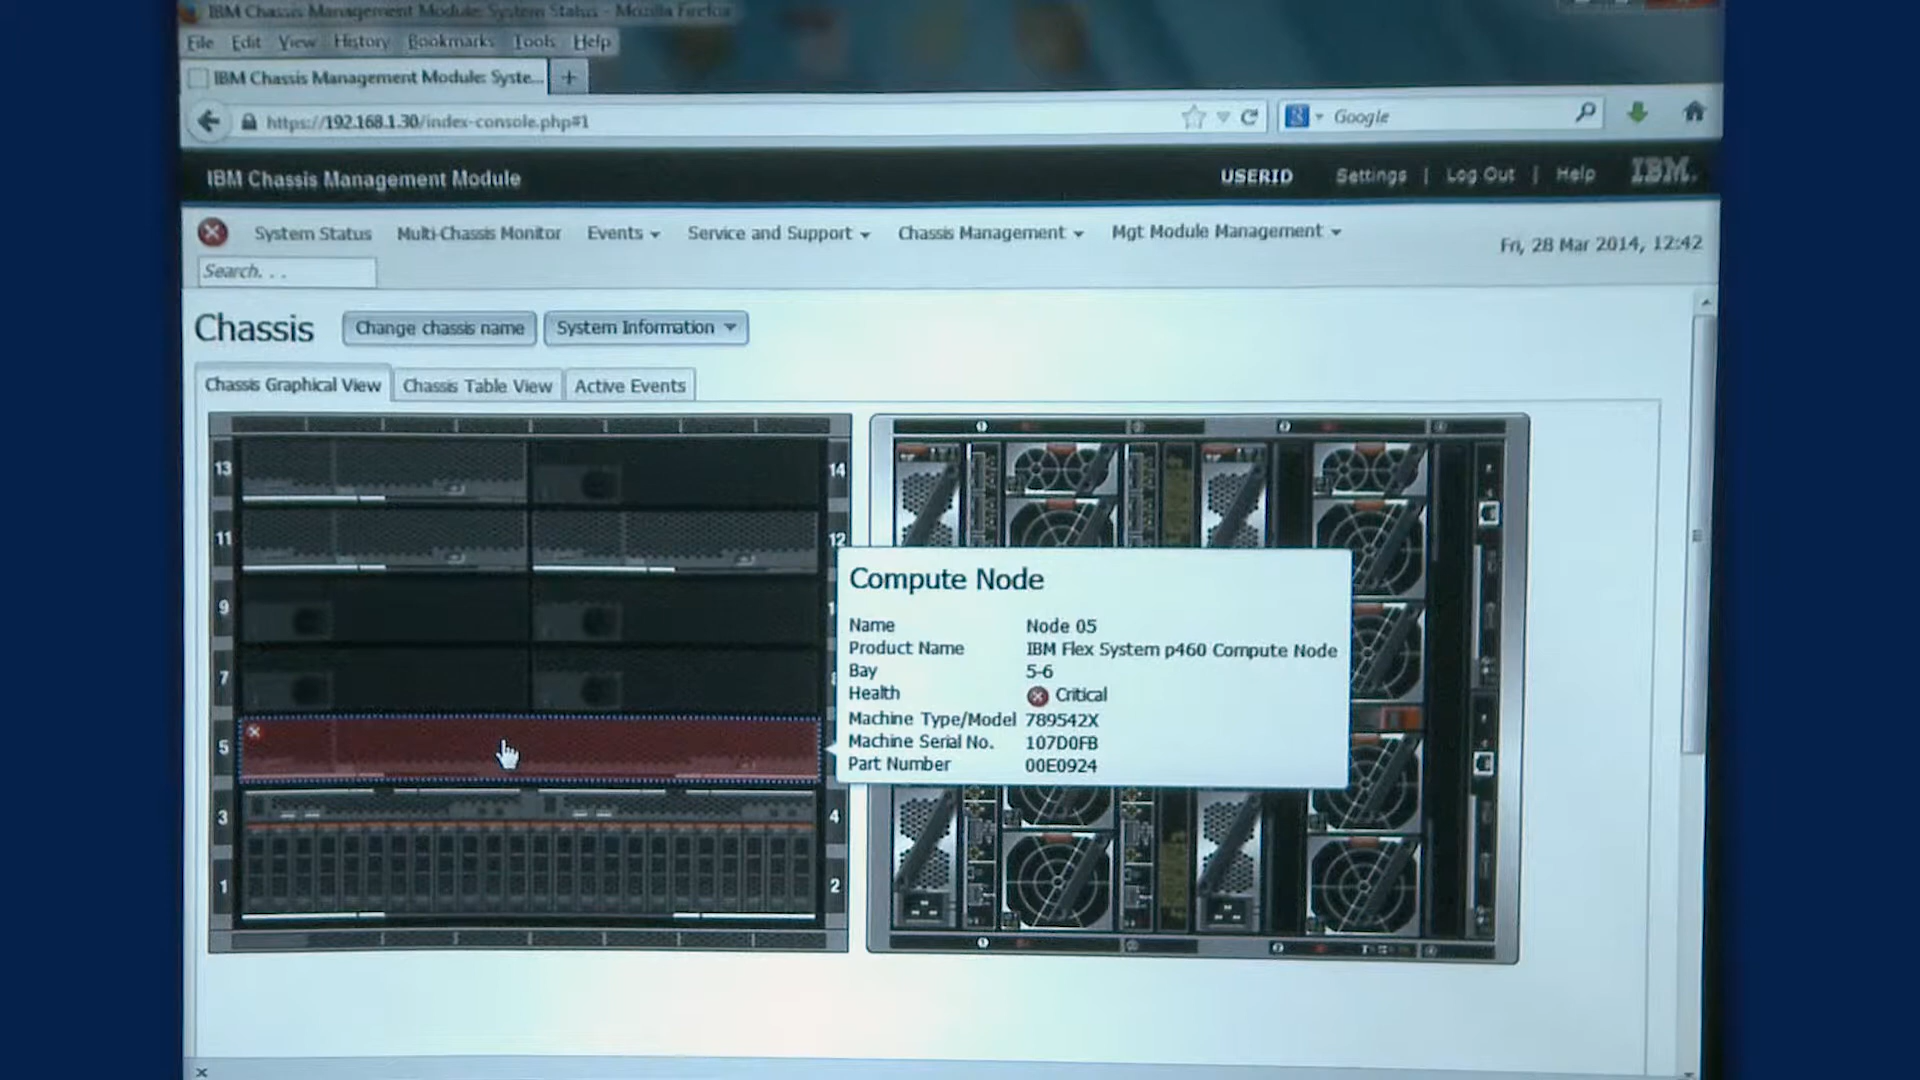 IBM Chassis Management Module: System Status - Mozilla Firefox
File Edit View History Bookmarks Tools Help
IBM Chassis Management Module: Syste... +
https://192.168.1.30/index-console.php#1
8 Google
IBM Chassis Management Module
USERID Settings | Log Out | Help IBM.
System Status Multi-Chassis Monitor Events Service and Support Chassis Management Mgt Module Management
Fri, 28 Mar 2014, 12:42
Search. . .
Chassis Change chassis name System Information
Chassis Graphical View Chassis Table View Active Events
13 14
11 12
9
7
5
3 4
1 2
Compute Node
Name Node 05
Product Name IBM Flex System p460 Compute Node
Bay 5-6
Health Critical
Machine Type/Model 789542X
Machine Serial No. 107D0FB
Part Number 00E0924